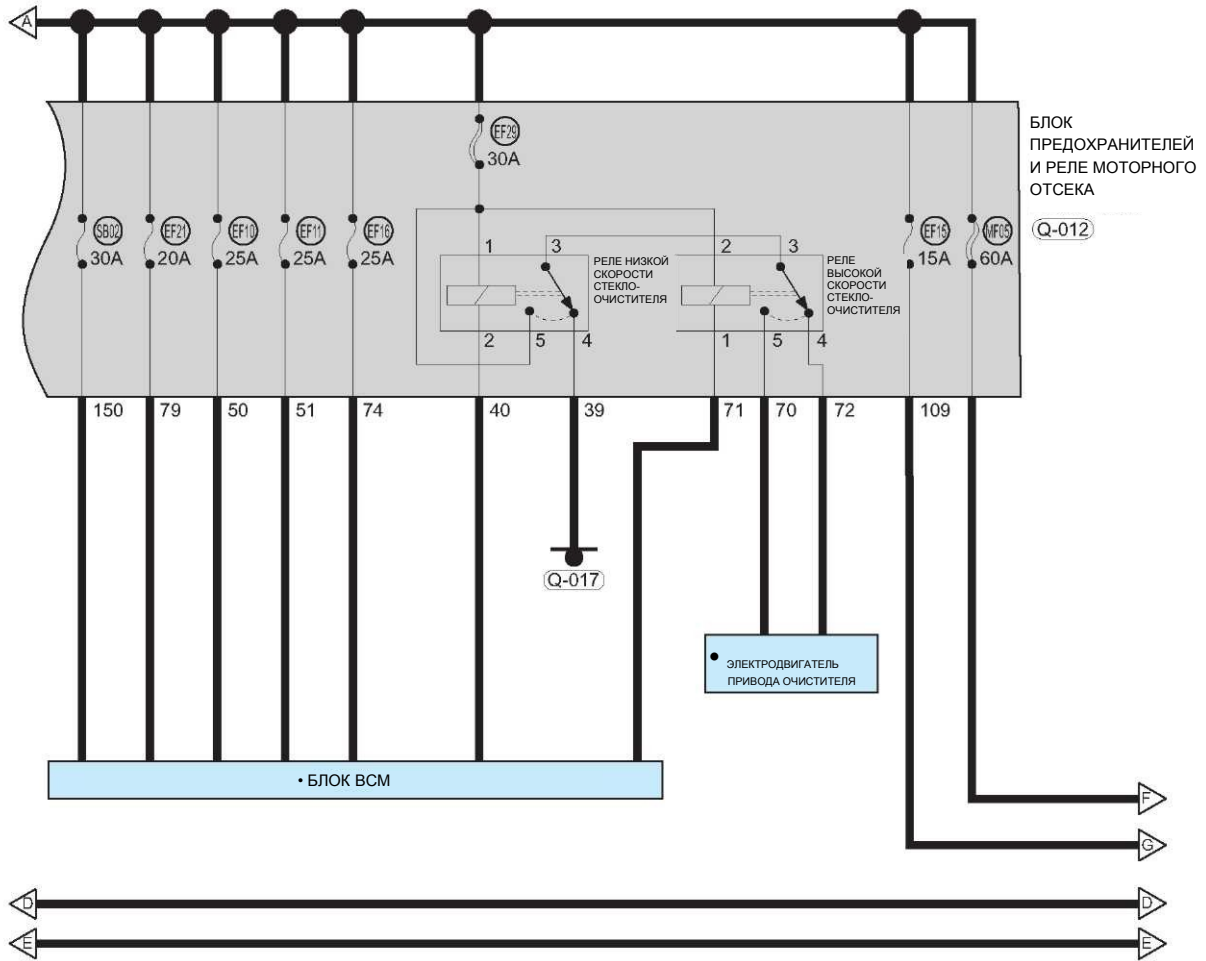 A
БЛОК
ПРЕДОХРАНИТЕЛЕЙ
И РЕЛЕ МОТОРНОГО
ОТСЕКА
Q-012
EF29
30A
SB02
30A
EF21
20A
EF10
25A
EF11
25A
EF16
25A
EF15
15A
MF05
60A
1
3
РЕЛЕ НИЗКОЙ
СКОРОСТИ
СТЕКЛО-
ОЧИСТИТЕЛЯ
2
5
4
2
3
РЕЛЕ
ВЫСОКОЙ
СКОРОСТИ
СТЕКЛО-
ОЧИСТИТЕЛЯ
1
5
4
150
79
50
51
74
40
39
71
70
72
109
Q-017
• ЭЛЕКТРОДВИГАТЕЛЬ
ПРИВОДА ОЧИСТИТЕЛЯ
• БЛОК BCM
F
G
D
D
E
E